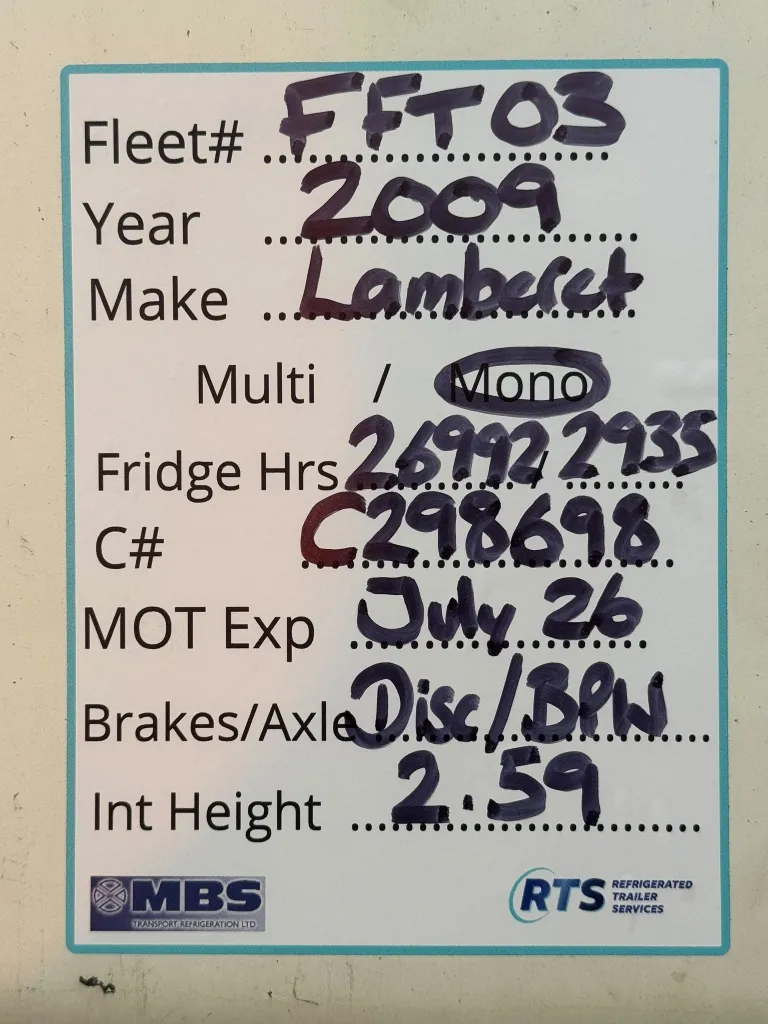 Fleet# FFT03
Year 2009
Make Lamberet
Multi / Mono
Fridge Hrs 26992 / 2935
C# C298698
MOT Exp July 26
Brakes/Axle Disc/BPW
Int Height 2.59
MBS
TRANSPORT REFRIGERATION LTD
RTS REFRIGERATED
TRAILER
SERVICES